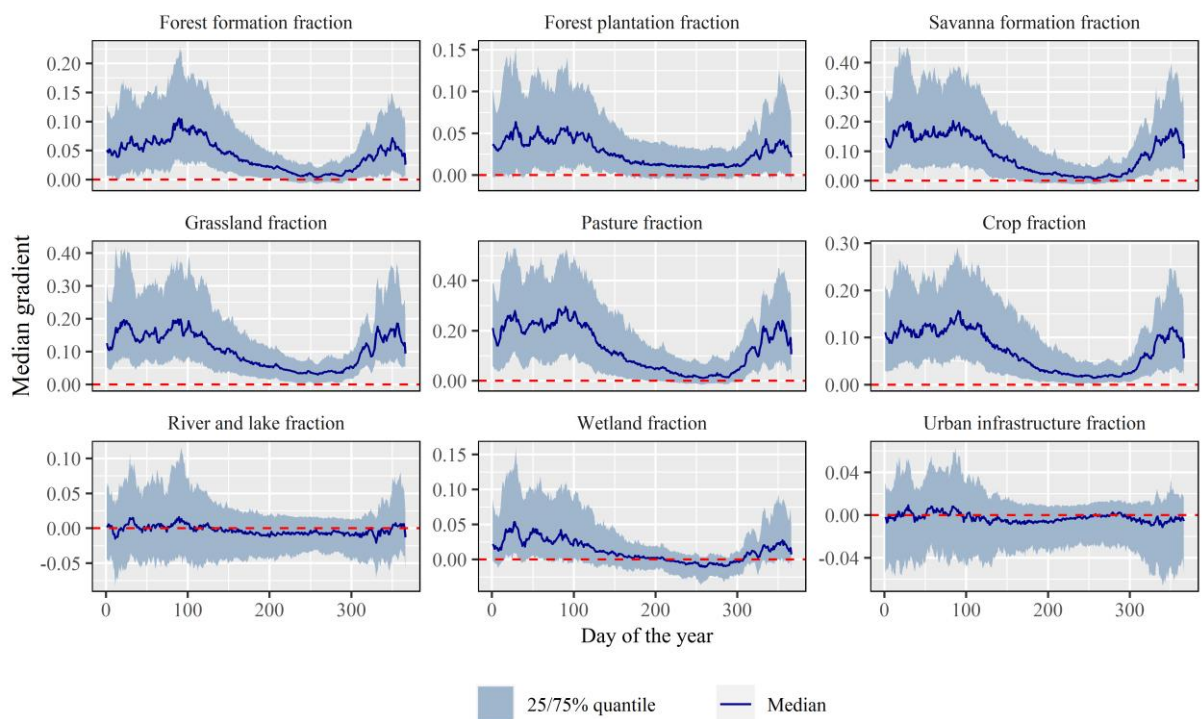 Forest formation fraction
Forest plantation fraction
Savanna formation fraction
0.20
0.15
0.10
0.05
0.00
0.15
0.10
0.05
0.00
0.40
0.30
0.20
0.10
0.00
Grassland fraction
Pasture fraction
Crop fraction
Median gradient
0.40
0.30
0.20
0.10
0.00
0.40
0.20
0.00
0.30
0.20
0.10
0.00
River and lake fraction
Wetland fraction
Urban infrastructure fraction
0.10
0.05
0.00
-0.05
0.15
0.10
0.05
0.00
0.04
0.00
-0.04
0 100 200 300
0 100 200 300
0 100 200 300
Day of the year
25/75% quantile
Median